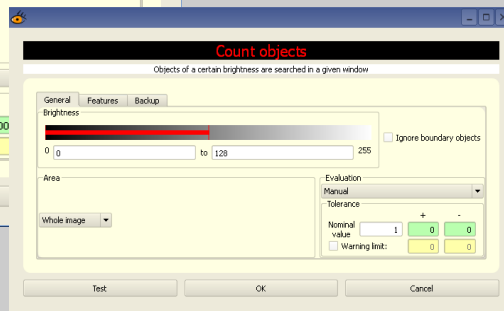 Count objects
Objects of a certain brightness are searched in a given window
General Features Backup
Brightness
0 0 to 128 255
Ignore boundary objects
Area
Evaluation
Manual
Tolerance
+ -
Whole image
Nominal value 1 0 0
Warning limit: 0 0
Test OK Cancel